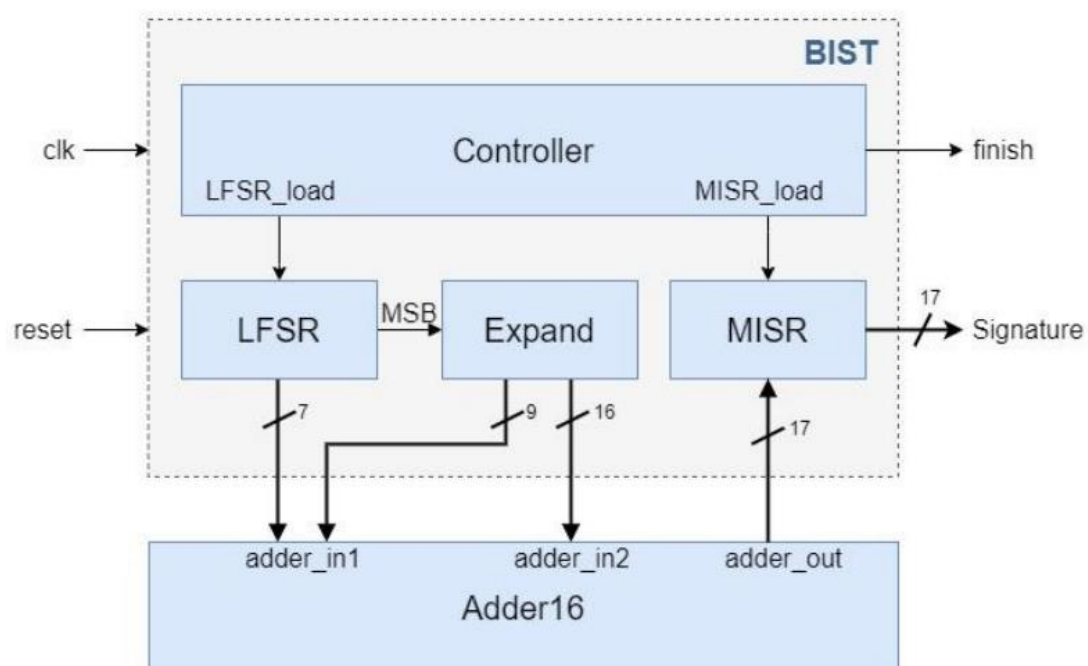 BIST
clk
Controller
finish
LFSR_load
MISR_load
reset
LFSR
MSB
Expand
MISR
17
Signature
7
9
16
17
adder_in1
adder_in2
adder_out
Adder16